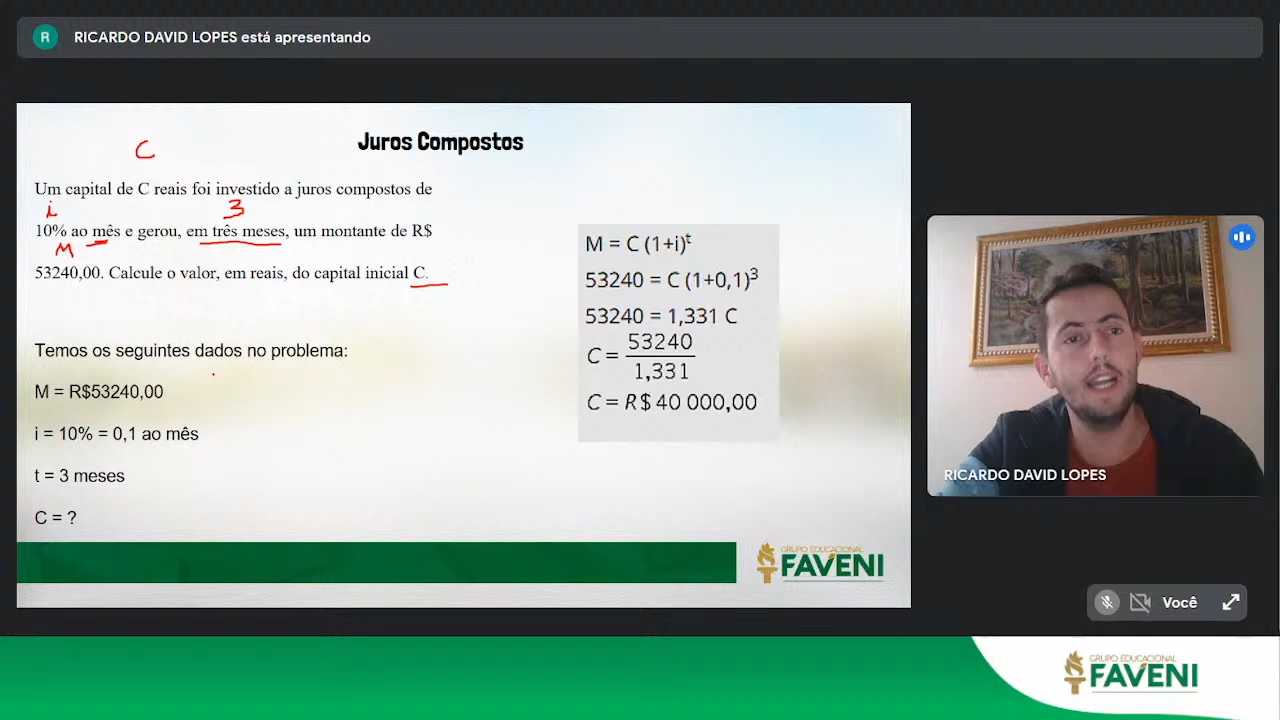 R RICARDO DAVID LOPES está apresentando
Juros Compostos
C
Um capital de C reais foi investido a juros compostos de
i 3
10% ao mês e gerou, em três meses, um montante de R$
M
53240,00. Calcule o valor, em reais, do capital inicial C.
Temos os seguintes dados no problema:
M = R$53240,00
i = 10% = 0,1 ao mês
t = 3 meses
C = ?
M = C (1+i)^t
53240 = C (1+0,1)^3
53240 = 1,331 C
C = 53240 / 1,331
C = R$ 40 000,00
GRUPO EDUCACIONAL
FAVENI
RICARDO DAVID LOPES
Você
GRUPO EDUCACIONAL
FAVENI